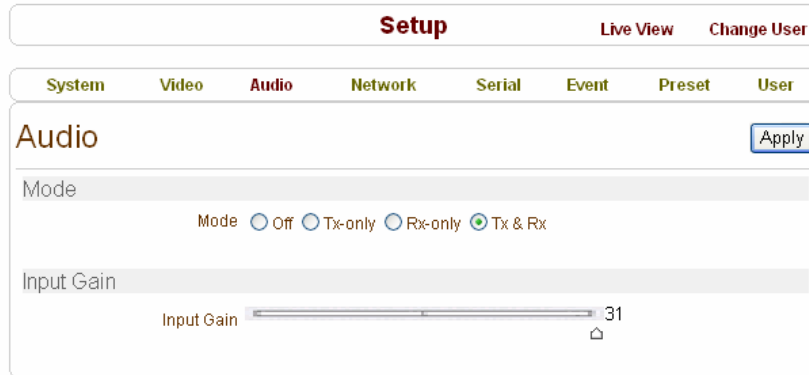 Setup Live View Change User
System Video Audio Network Serial Event Preset User
Audio Apply
Mode
Mode Off Tx-only Rx-only Tx & Rx
Input Gain
Input Gain 31